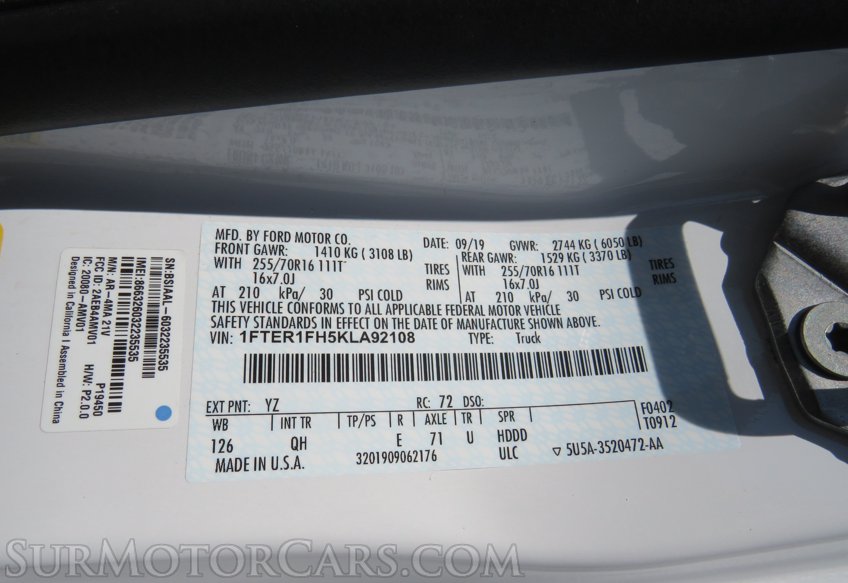 MFD. BY FORD MOTOR CO.
DATE: 09/19 GVWR: 2744 KG ( 6050 LB)
FRONT GAWR: 1410 KG ( 3108 LB)
REAR GAWR: 1529 KG ( 3370 LB)
WITH 255/70R16 111T TIRES
WITH 255/70R16 111T TIRES
16x7.0J RIMS
16x7.0J RIMS
AT 210 kPa/ 30 PSI COLD
AT 210 kPa/ 30 PSI COLD
THIS VEHICLE CONFORMS TO ALL APPLICABLE FEDERAL MOTOR VEHICLE
SAFETY STANDARDS IN EFFECT ON THE DATE OF MANUFACTURE SHOWN ABOVE.
VIN: 1FTER1FH5KLA92108 TYPE: Truck
EXT PNT: YZ RC: 72 DSO:
WB INT TR TP/PS R AXLE TR SPR
126 QH E 71 U HDDD
F0402
T0912
MADE IN U.S.A. 3201909062176 ULC ▽ 5U5A-3520472-AA
SN:BSIAAL-6032235535
IMEI:866326032235535
M/N: AR-4MA 21V P19450
FCC ID: 2AEB4AMV01 H/W: P2.0.0
IC: 20080-AMV01
Designed in California | Assembled in China
SurMotorCars.com